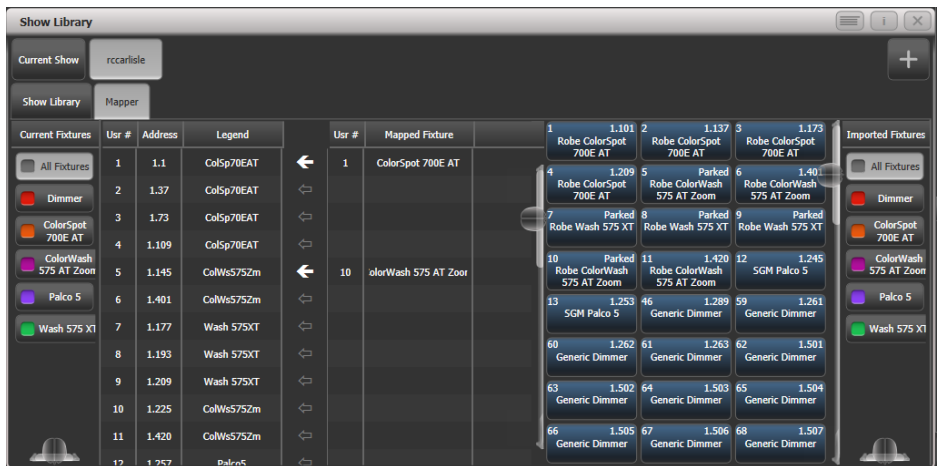 Show Library
i
X
Current Show
rccarlisle
+
Show Library
Mapper
Current Fixtures
All Fixtures
Dimmer
ColorSpot
700E AT
ColorWash
575 AT Zoon
Palco 5
Wash 575 XT
Usr # Address Legend
1 1.1 ColSp70EAT
2 1.37 ColSp70EAT
3 1.73 ColSp70EAT
4 1.109 ColSp70EAT
5 1.145 ColWs575Zm
6 1.401 ColWs575Zm
7 1.177 Wash 575XT
8 1.193 Wash 575XT
9 1.209 Wash 575XT
10 1.225 ColWs575Zm
11 1.420 ColWs575Zm
12 1.257 Palco5
Usr # Mapped Fixture
1 ColorSpot 700E AT
10 olorWash 575 AT Zoor
1 1.101
Robe ColorSpot
700E AT
2 1.137
Robe ColorSpot
700E AT
3 1.173
Robe ColorSpot
700E AT
4 1.209
Robe ColorSpot
700E AT
5 Parked
Robe ColorWash
575 AT Zoom
6 1.401
Robe ColorWash
575 AT Zoom
7 Parked
Robe Wash 575 XT
8 Parked
Robe Wash 575 XT
9 Parked
Robe Wash 575 XT
10 Parked
Robe ColorWash
575 AT Zoom
11 1.420
Robe ColorWash
575 AT Zoom
12 1.245
SGM Palco 5
13 1.253
SGM Palco 5
46 1.289
Generic Dimmer
59 1.261
Generic Dimmer
60 1.262
Generic Dimmer
61 1.263
Generic Dimmer
62 1.501
Generic Dimmer
63 1.502
Generic Dimmer
64 1.503
Generic Dimmer
65 1.504
Generic Dimmer
66 1.505
Generic Dimmer
67 1.506
Generic Dimmer
68 1.507
Generic Dimmer
Imported Fixtures
All Fixtures
Dimmer
ColorSpot
700E AT
ColorWash
575 AT Zoon
Palco 5
Wash 575 XT